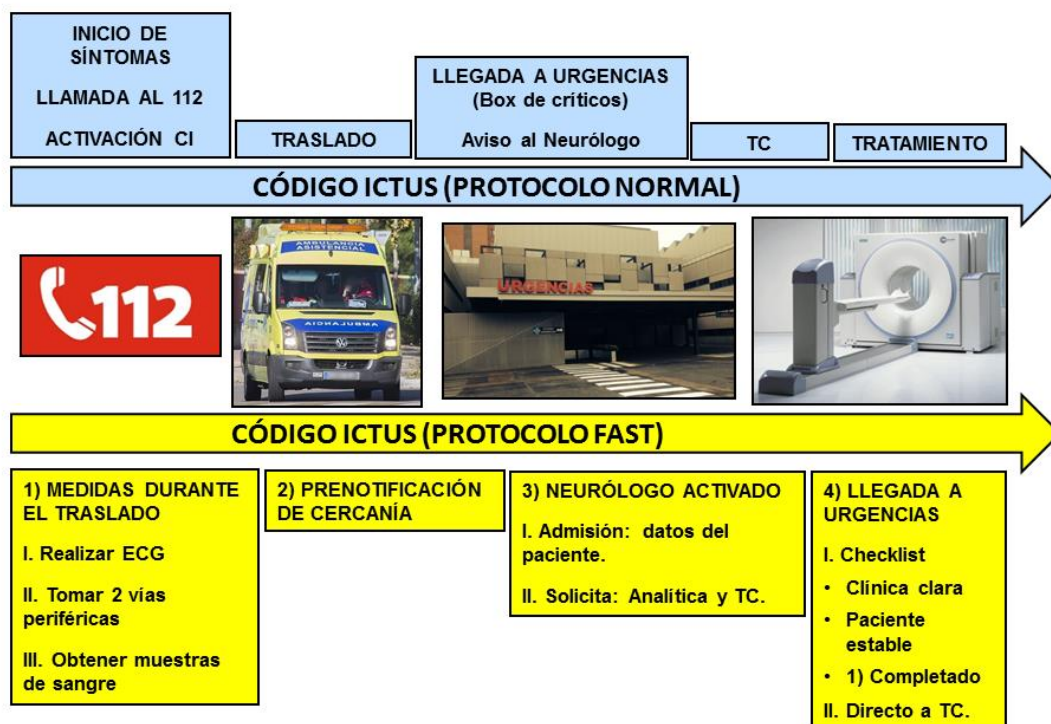 INICIO DE
SÍNTOMAS
LLAMADA AL 112
ACTIVACIÓN CI
TRASLADO
LLEGADA A URGENCIAS
(Box de críticos)
Aviso al Neurólogo
TC
TRATAMIENTO
CÓDIGO ICTUS (PROTOCOLO NORMAL)
112
AMBULANCIA
ASISTENCIAL
AMBULANCIA
URGENCIAS
CÓDIGO ICTUS (PROTOCOLO FAST)
1) MEDIDAS DURANTE
EL TRASLADO
I. Realizar ECG
II. Tomar 2 vías
periféricas
III. Obtener muestras
de sangre
2) PRENOTIFICACIÓN
DE CERCANÍA
3) NEURÓLOGO ACTIVADO
I. Admisión: datos del
paciente.
II. Solicita: Analítica y TC.
4) LLEGADA A
URGENCIAS
I. Checklist
• Clínica clara
• Paciente
estable
• 1) Completado
II. Directo a TC.